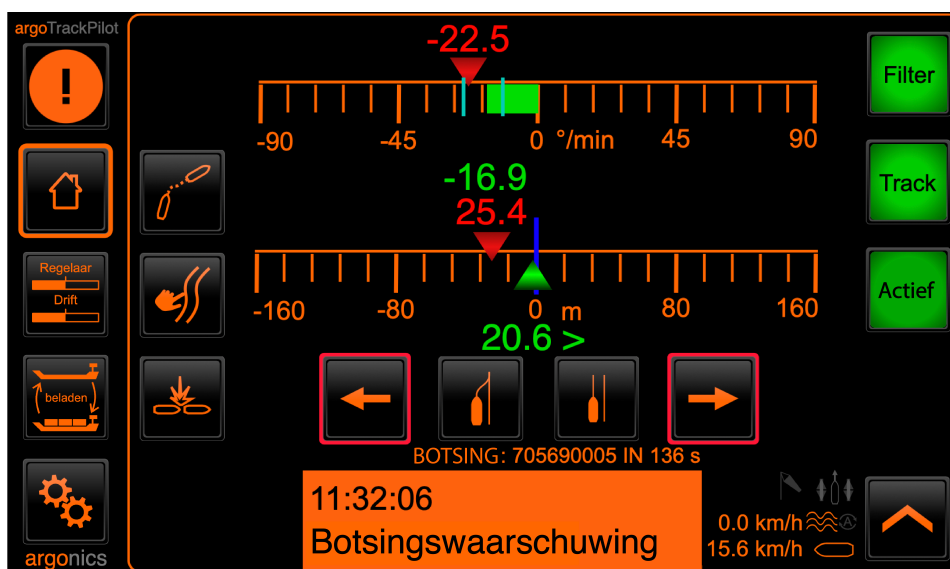 argoTrackPilot
-22.5
Filter
-90 -45 0 °/min 45 90
-16.9
Track
25.4
Regelaar
Drift
Actief
-160 -80 0 m 80 160
20.6 >
beladen
BOTSING: 705690005 IN 136 s
11:32:06
Botsingswaarschuwing
A
0.0 km/h
15.6 km/h
argonics